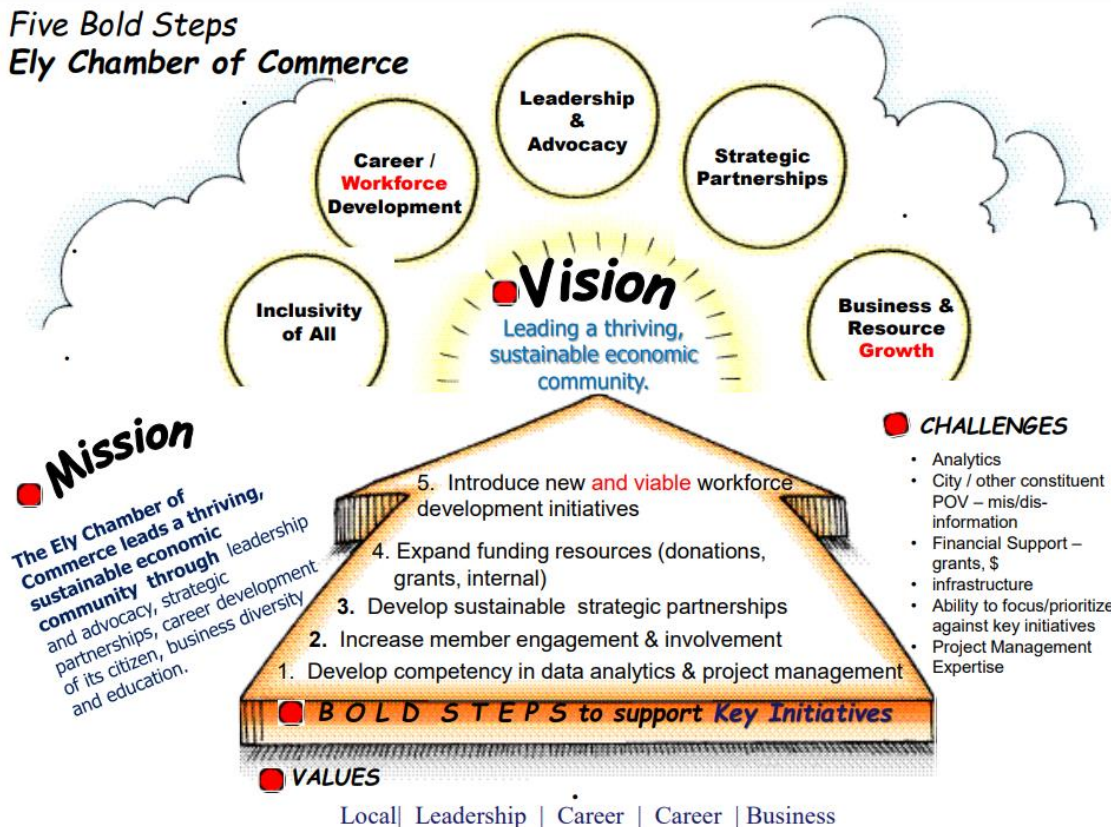 Five Bold Steps
Ely Chamber of Commerce
Leadership
&
Advocacy
Career /
Workforce
Development
Strategic
Partnerships
Inclusivity
of All
Business &
Resource
Growth
Vision
Leading a thriving,
sustainable economic
community.
Mission
The Ely Chamber of
Commerce leads a thriving,
sustainable economic
community through leadership
and advocacy, strategic
partnerships, career development
of its citizen, business diversity
and education.
CHALLENGES
• Analytics
• City / other constituent
POV – mis/dis-
information
• Financial Support –
grants, $
• infrastructure
• Ability to focus/prioritize
against key initiatives
• Project Management
Expertise
5. Introduce new and viable workforce
development initiatives
4. Expand funding resources (donations,
grants, internal)
3. Develop sustainable strategic partnerships
2. Increase member engagement & involvement
1. Develop competency in data analytics & project management
BOLD STEPS to support Key Initiatives
VALUES
Local| Leadership | Career | Career | Business